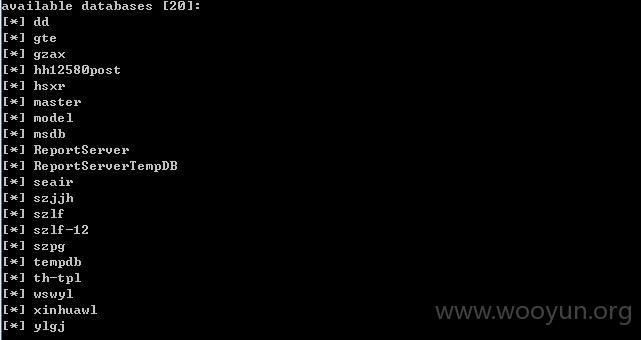 available databases [20]:
[*] dd
[*] gte
[*] gzax
[*] hh12580post
[*] hsxr
[*] master
[*] model
[*] msdb
[*] ReportServer
[*] ReportServerTempDB
[*] seair
[*] szjjh
[*] szlf
[*] szlf-12
[*] szpg
[*] tempdb
[*] th-tpl
[*] wswyl
[*] xinhuawl
[*] ylgj
www.wooyun.org